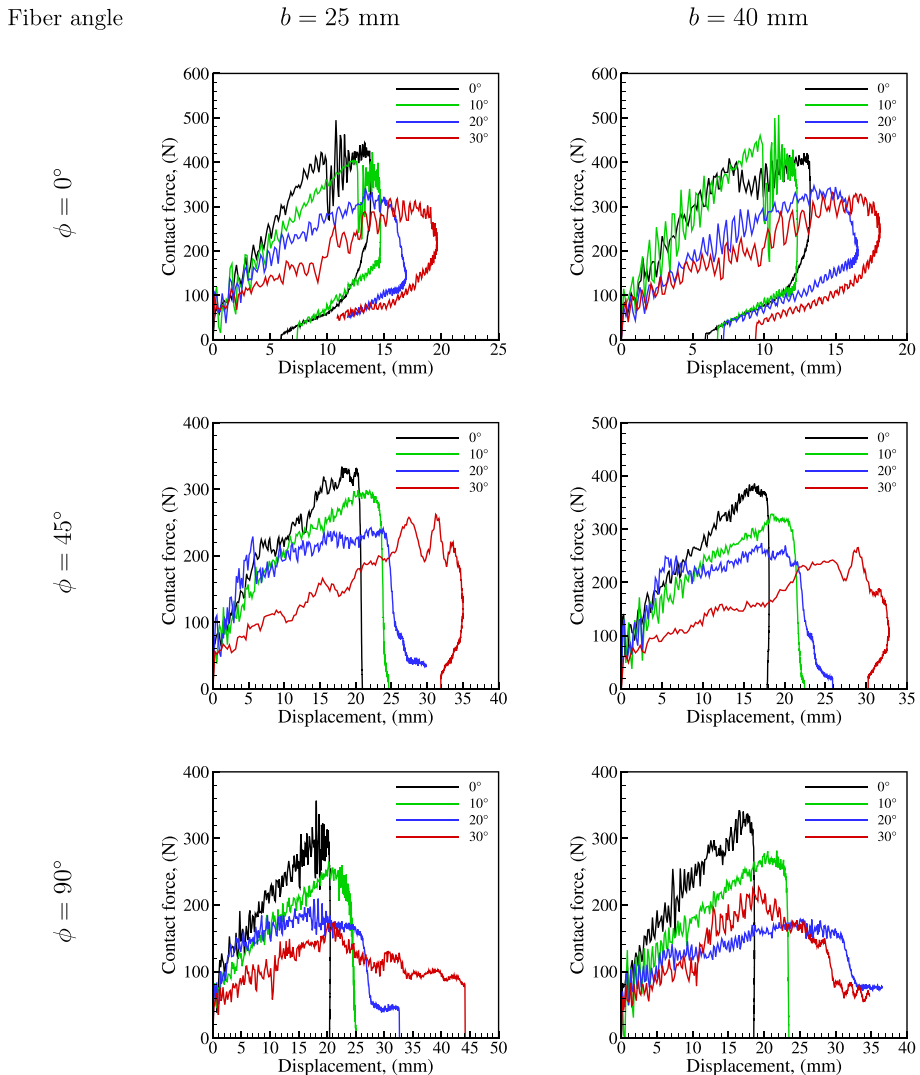 Fiber angle b = 25 mm b = 40 mm
ϕ = 0°
Contact force, (N)
600
500
400
300
200
100
0
0 5 10 15 20 25
Displacement, (mm)
0°
10°
20°
30°
Contact force, (N)
600
500
400
300
200
100
0
0 5 10 15 20
Displacement, (mm)
0°
10°
20°
30°
ϕ = 45°
Contact force, (N)
400
300
200
100
0
0 5 10 15 20 25 30 35 40
Displacement, (mm)
0°
10°
20°
30°
Contact force, (N)
500
400
300
200
100
0
0 5 10 15 20 25 30 35
Displacement, (mm)
0°
10°
20°
30°
ϕ = 90°
Contact force, (N)
400
300
200
100
0
0 5 10 15 20 25 30 35 40 45 50
Displacement, (mm)
0°
10°
20°
30°
Contact force, (N)
400
300
200
100
0
0 5 10 15 20 25 30 35 40
Displacement, (mm)
0°
10°
20°
30°